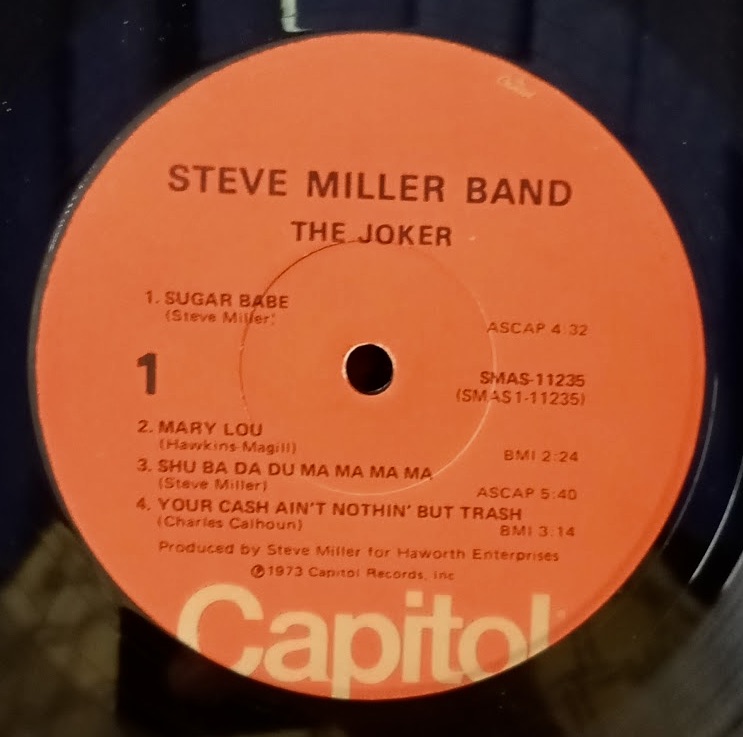 Capitol
STEVE MILLER BAND
THE JOKER
1. SUGAR BABE
(Steve Miller)
ASCAP 4:32
1
SMAS-11235
(SMAS1-11235)
2. MARY LOU
(Hawkins-Magill)
BMI 2:24
3. SHU BA DA DU MA MA MA MA
(Steve Miller)
ASCAP 5:40
4. YOUR CASH AIN'T NOTHIN' BUT TRASH
(Charles Calhoun)
BMI 3:14
Produced by Steve Miller for Haworth Enterprises
℗1973 Capitol Records, Inc
Capitol